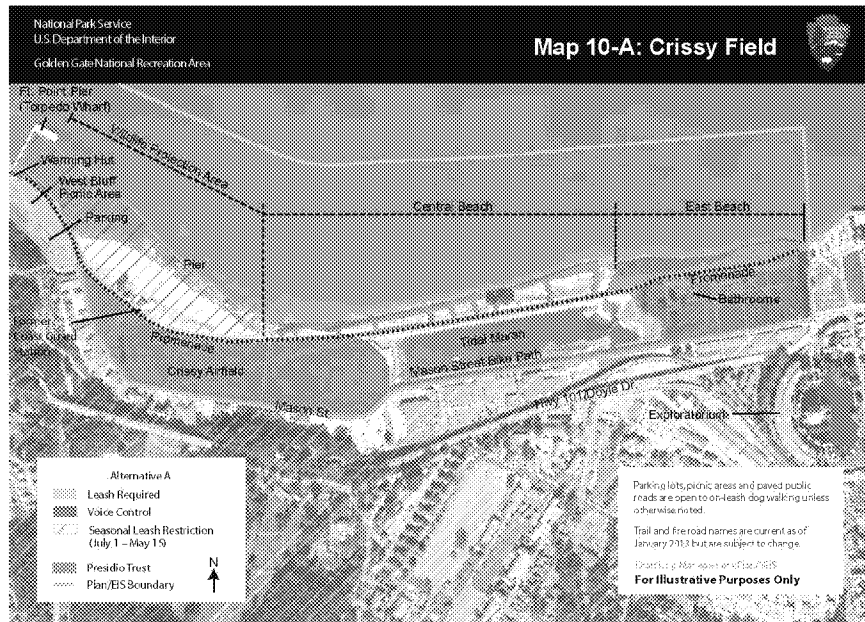 National Park Service
U.S. Department of the Interior
Golden Gate National Recreation Area
Map 10-A: Crissy Field
Ft. Point Pier
(Torpedo Wharf)
Wildlife Protection Area
Warming Hut
West Bluff
Picnic Area
Parking
Central Beach
East Beach
Pier
Promenade
Bathrooms
Former
Coast Guard
Station
Promenade
Tidal Marsh
Crissy Airfield
Mason Street Bike Path
Mason St.
Hwy 101/Doyle Dr.
Exploratorium
Alternative A
Leash Required
Voice Control
Seasonal Leash Restriction
(July 1 – May 15)
Presidio Trust
Plan/EIS Boundary
N
Parking lots, picnic areas and paved public
roads are open to on-leash dog walking unless
otherwise noted.
Trail and fire road names are current as of
January 2013 but are subject to change.
For Illustrative Purposes Only